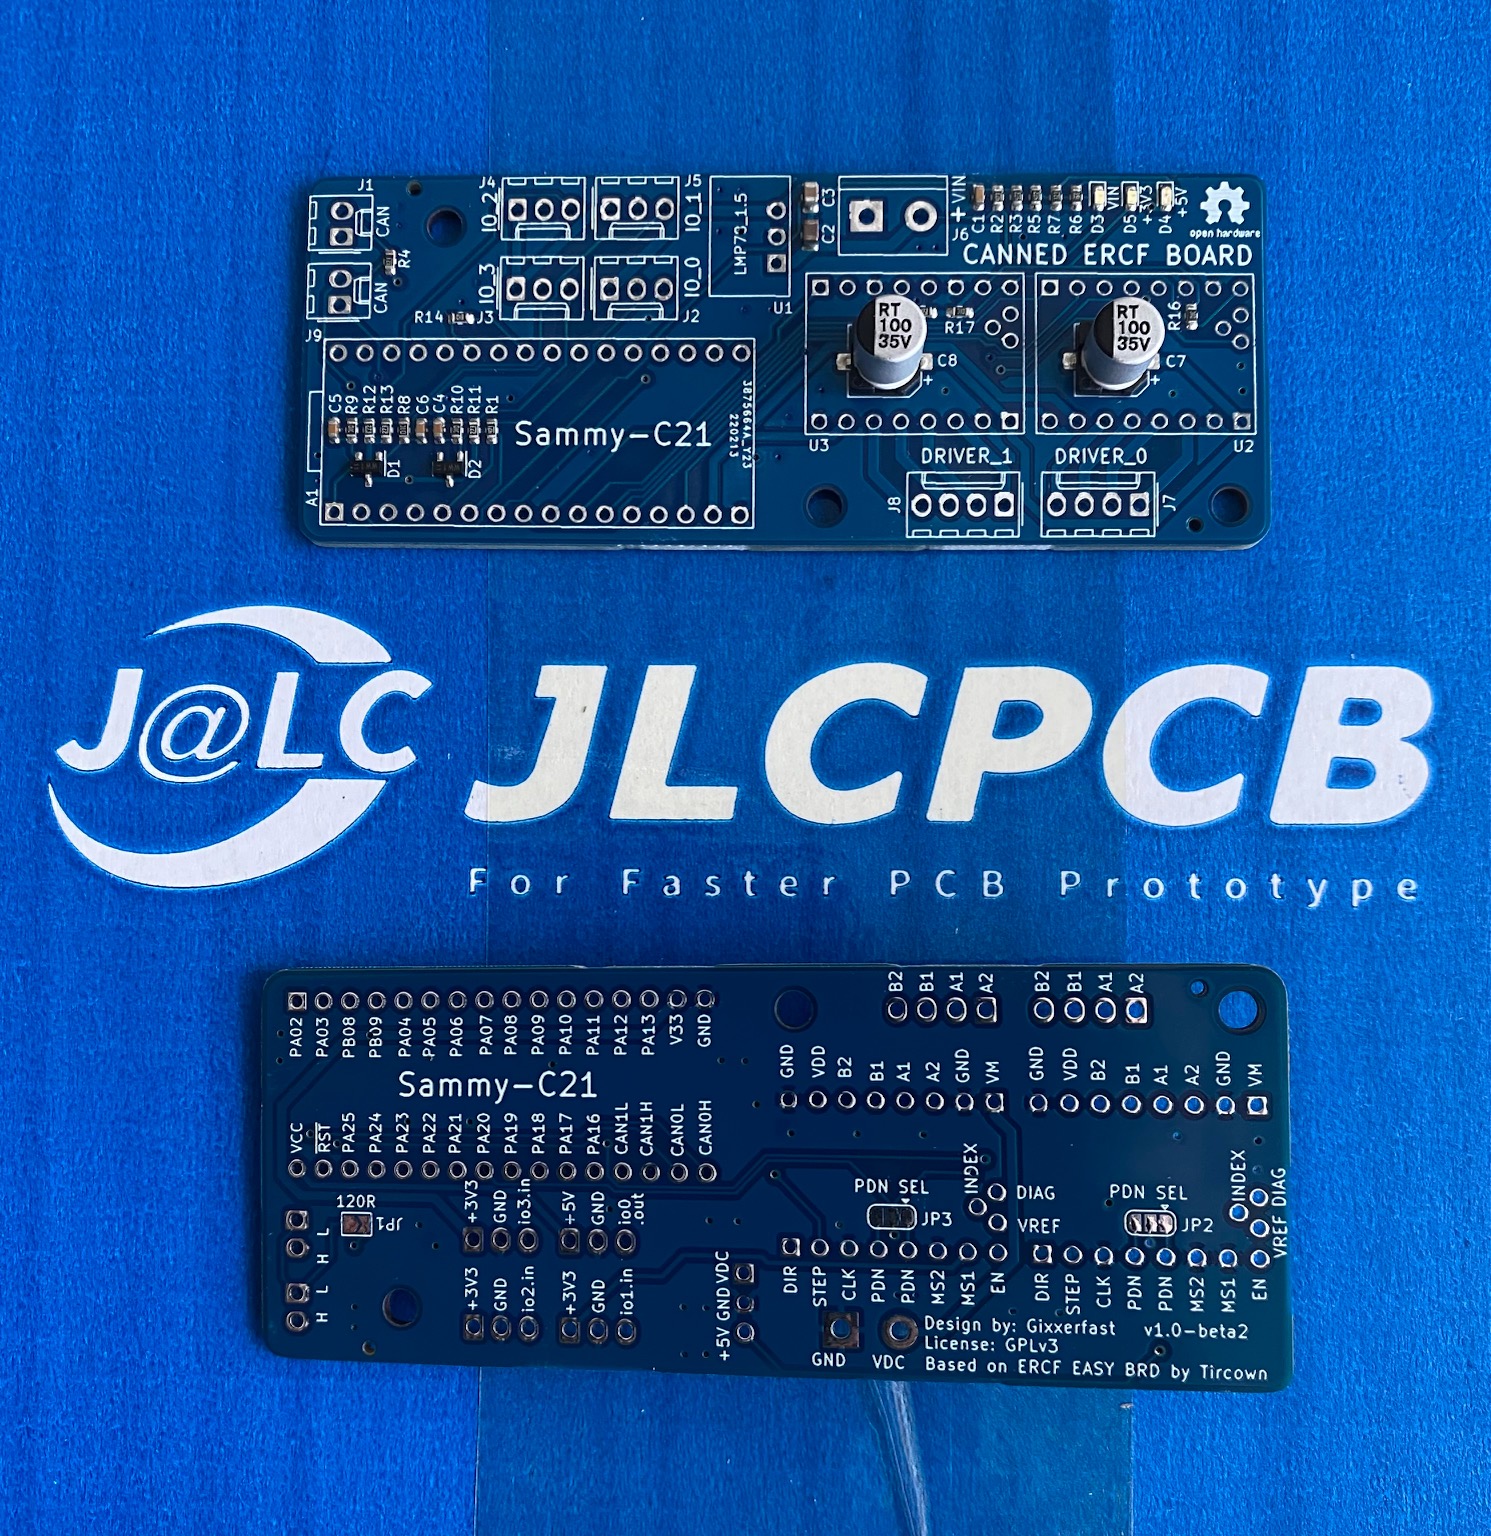 J1
CAN
J4
IO_2
J5
IO_1
LMP73_1.5
C3
C2
+VIN
J6
C1
R2
R3
R5
R7
R6
D3
VIN
D5
+3V3
D4
+5V
open hardware
CANNED ERCF BOARD
R4
CAN
J9
R14
IO_3
J3
IO_0
J2
U1
RT
100
35V
R17
C8
+
U3
RT
100
35V
R16
C7
+
U2
C5
R9
R12
R13
R8
C6
C4
R10
R11
R1
D1
D2
Sammy-C21
3875664A_Y23
220213
A1
DRIVER_1
J8
DRIVER_0
J7
J@LC
JLCPCB
For Faster PCB Prototype
PA02
PA03
PB08
PB09
PA04
PA05
PA06
PA07
PA08
PA09
PA10
PA11
PA12
PA13
V33
GND
Sammy-C21
VCC
RST
PA25
PA24
PA23
PA22
PA21
PA20
PA19
PA18
PA17
PA16
CAN1L
CAN1H
CAN0L
CAN0H
B2
B1
A1
A2
B2
B1
A1
A2
GND
VDD
B2
B1
A1
A2
GND
VM
GND
VDD
B2
B1
A1
A2
GND
VM
120R
JP1
L
H
L
H
+3V3
GND
io3.in
+5V
GND
io0
.out
+3V3
GND
io2.in
+3V3
GND
io1.in
+5V GND VDC
PDN SEL
JP3
INDEX
DIAG
VREF
PDN SEL
JP2
INDEX
DIAG
VREF
DIR
STEP
CLK
PDN
PDN
MS2
MS1
EN
DIR
STEP
CLK
PDN
PDN
MS2
MS1
EN
GND
VDC
Design by: Gixxerfast v1.0-beta2
License: GPLv3
Based on ERCF EASY BRD by Tircown